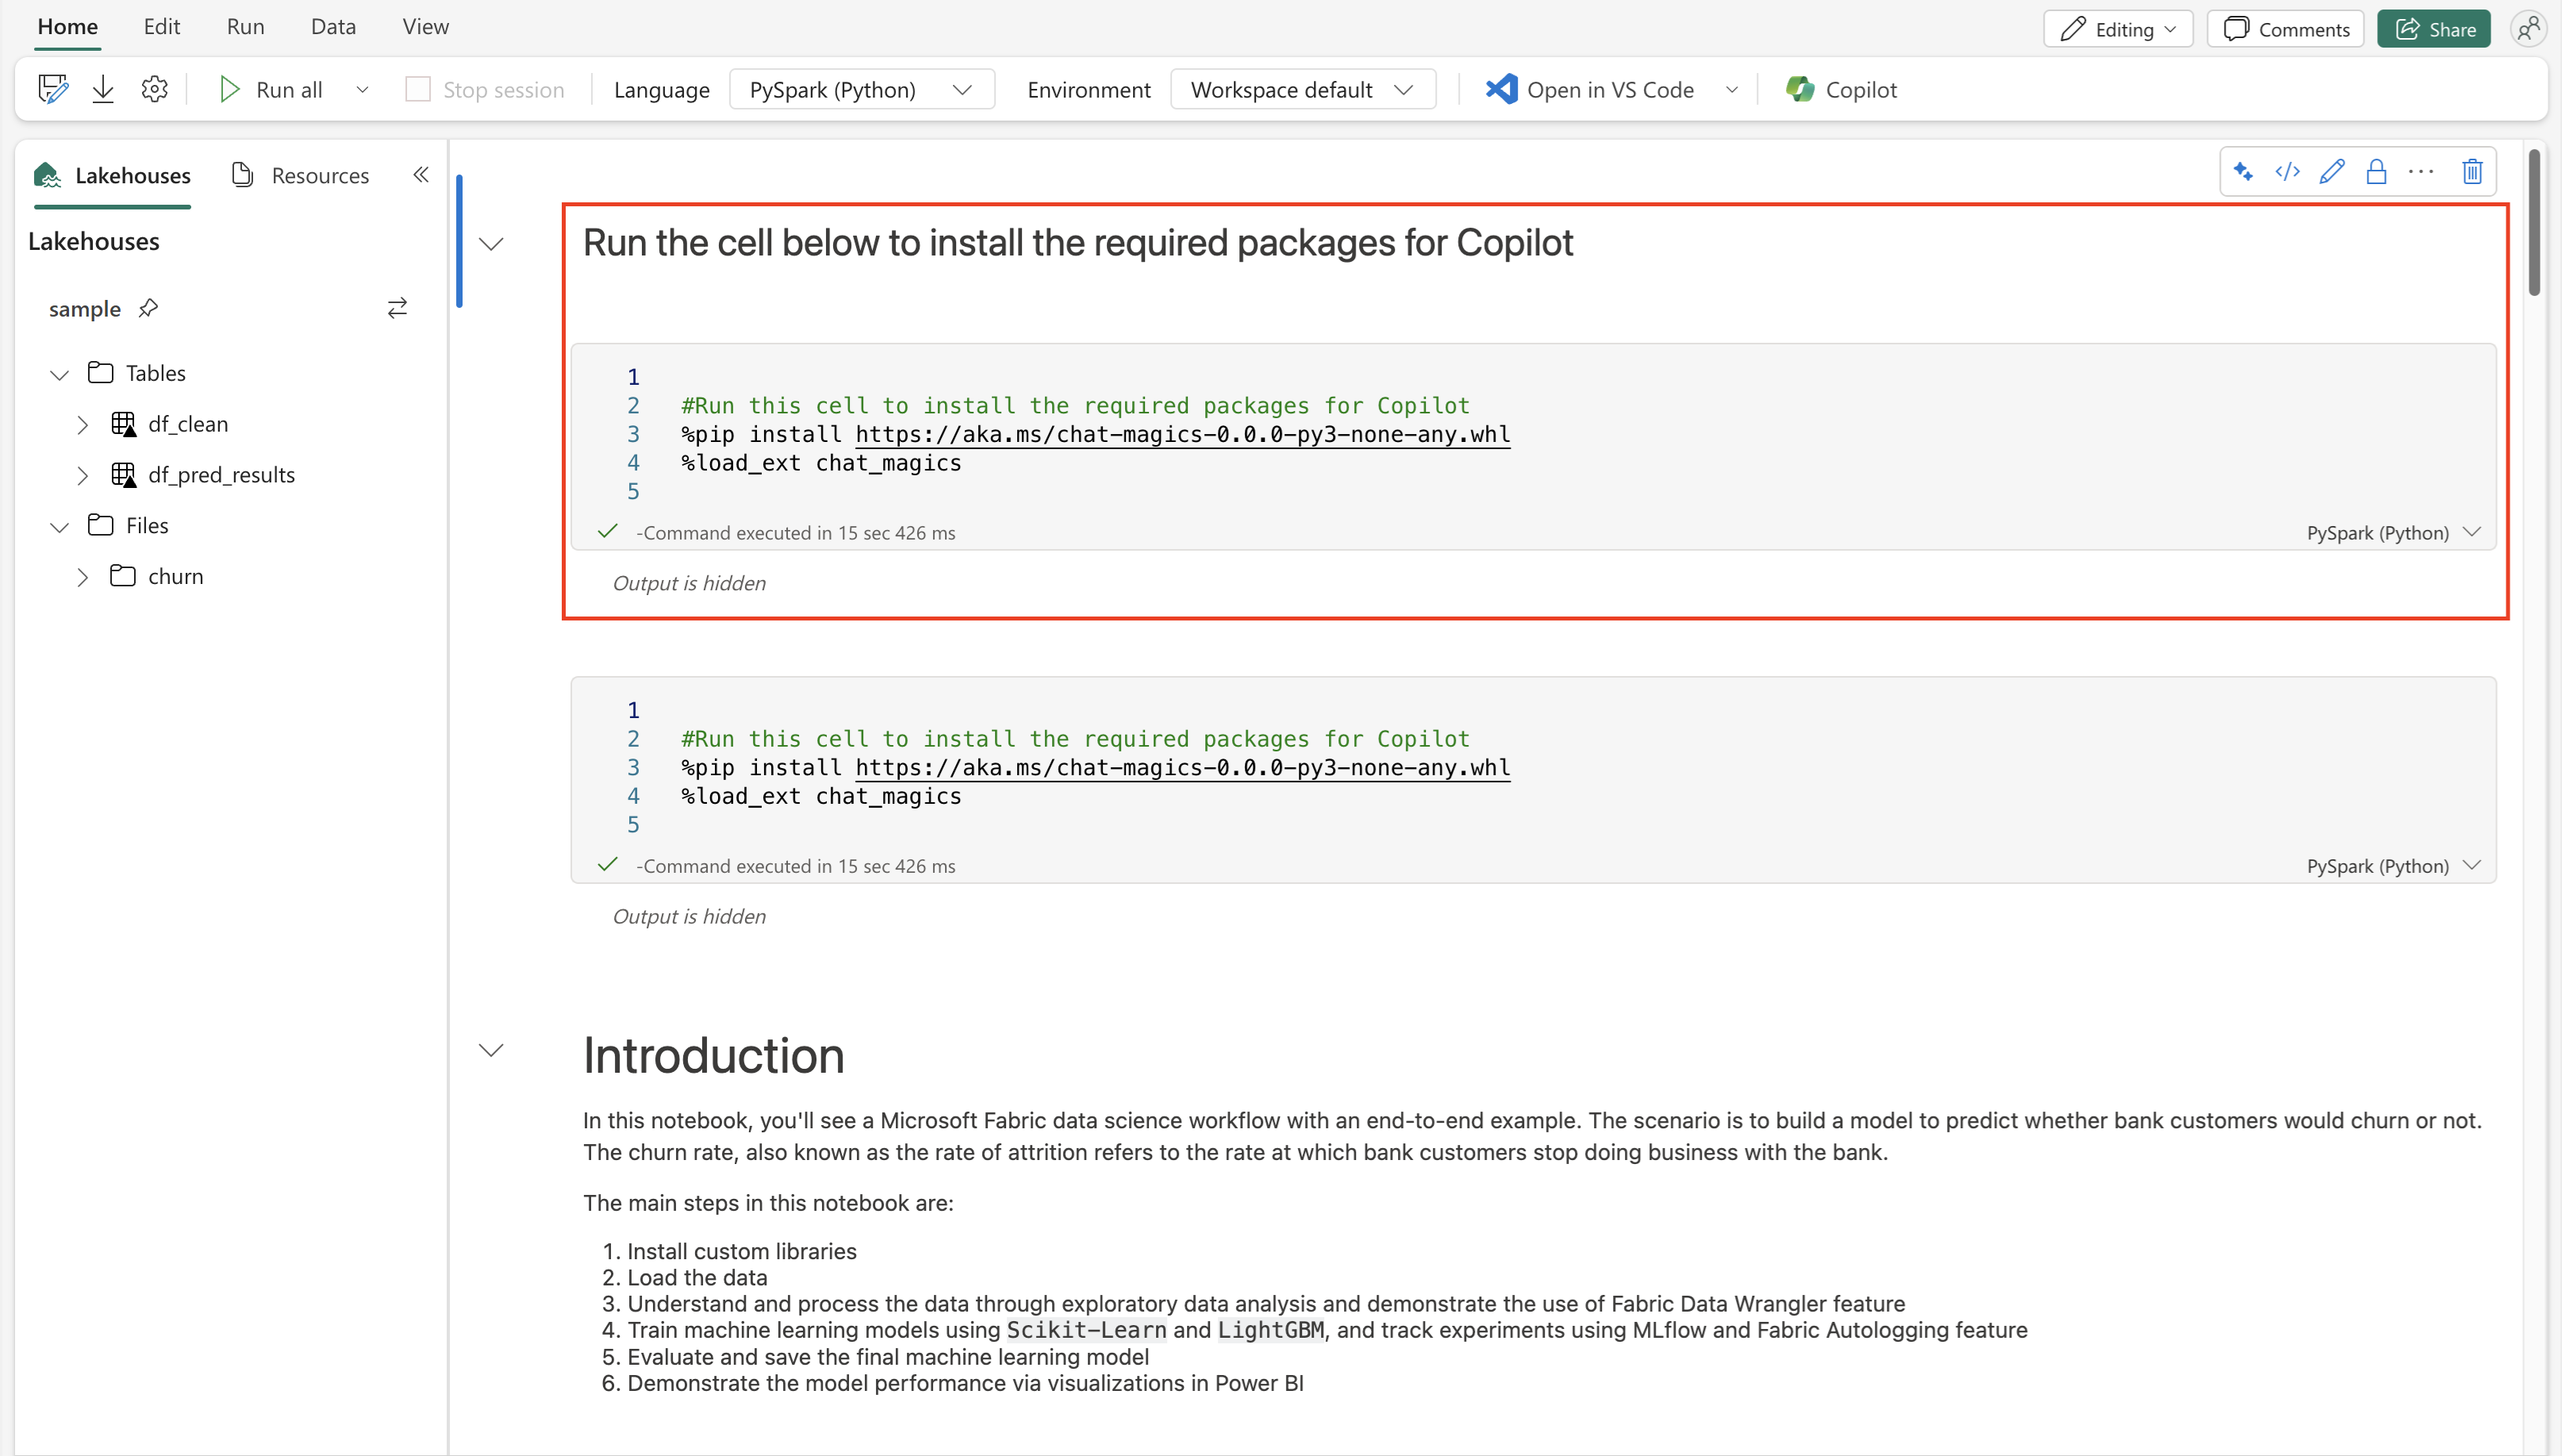 Home Edit Run Data View Editing Comments Share
Run all Stop session Language PySpark (Python) Environment Workspace default Open in VS Code Copilot
Lakehouses Resources
Lakehouses
sample
Tables
df_clean
df_pred_results
Files
churn
Run the cell below to install the required packages for Copilot
1
2 #Run this cell to install the required packages for Copilot
3 %pip install https://aka.ms/chat-magics-0.0.0-py3-none-any.whl
4 %load_ext chat_magics
5
-Command executed in 15 sec 426 ms PySpark (Python)
Output is hidden
1
2 #Run this cell to install the required packages for Copilot
3 %pip install https://aka.ms/chat-magics-0.0.0-py3-none-any.whl
4 %load_ext chat_magics
5
-Command executed in 15 sec 426 ms PySpark (Python)
Output is hidden
Introduction
In this notebook, you'll see a Microsoft Fabric data science workflow with an end-to-end example. The scenario is to build a model to predict whether bank customers would churn or not.
The churn rate, also known as the rate of attrition refers to the rate at which bank customers stop doing business with the bank.
The main steps in this notebook are:
1. Install custom libraries
2. Load the data
3. Understand and process the data through exploratory data analysis and demonstrate the use of Fabric Data Wrangler feature
4. Train machine learning models using Scikit-Learn and LightGBM, and track experiments using MLflow and Fabric Autologging feature
5. Evaluate and save the final machine learning model
6. Demonstrate the model performance via visualizations in Power BI